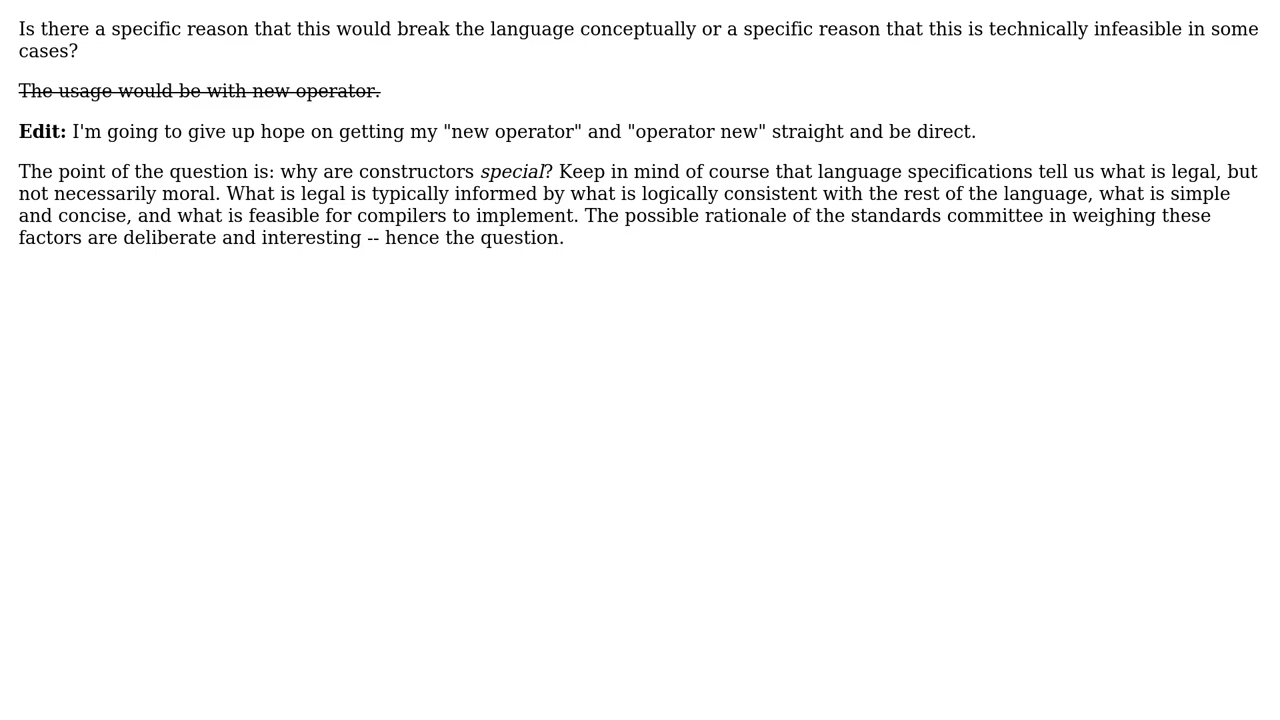 Is there a specific reason that this would break the language conceptually or a specific reason that this is technically infeasible in some
cases?
The usage would be with new operator.
Edit: I'm going to give up hope on getting my "new operator" and "operator new" straight and be direct.
The point of the question is: why are constructors special? Keep in mind of course that language specifications tell us what is legal, but
not necessarily moral. What is legal is typically informed by what is logically consistent with the rest of the language, what is simple
and concise, and what is feasible for compilers to implement. The possible rationale of the standards committee in weighing these
factors are deliberate and interesting -- hence the question.